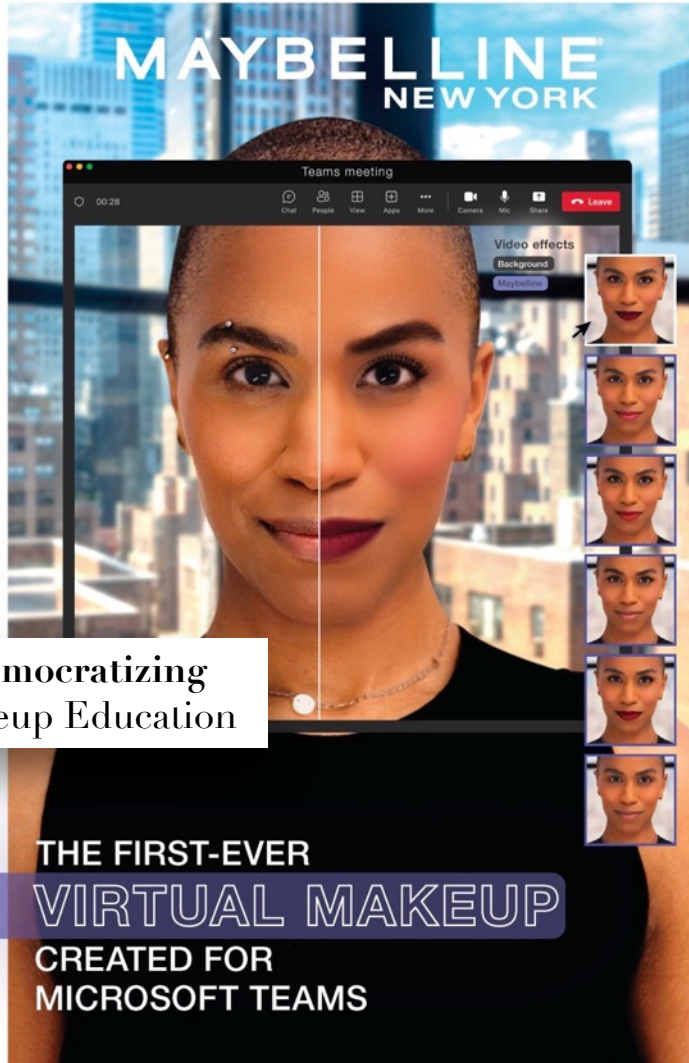 MAYBELLINE
NEW YORK
Teams meeting
00:28
Chat
People
View
Apps
More
Camera
Mic
Share
Leave
Video effects
Background
Maybelline
mocratizing
eup Education
THE FIRST-EVER
VIRTUAL MAKEUP
CREATED FOR
MICROSOFT TEAMS